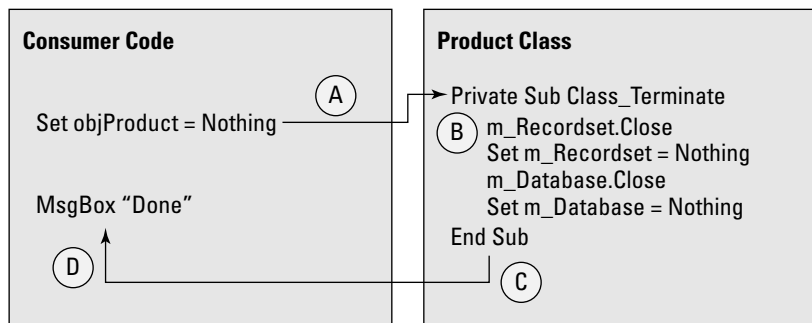 Consumer Code
Set objProduct = Nothing
MsgBox “Done”
A
D
Product Class
Private Sub Class_Terminate
B
m_Recordset.Close
Set m_Recordset = Nothing
m_Database.Close
Set m_Database = Nothing
End Sub
C